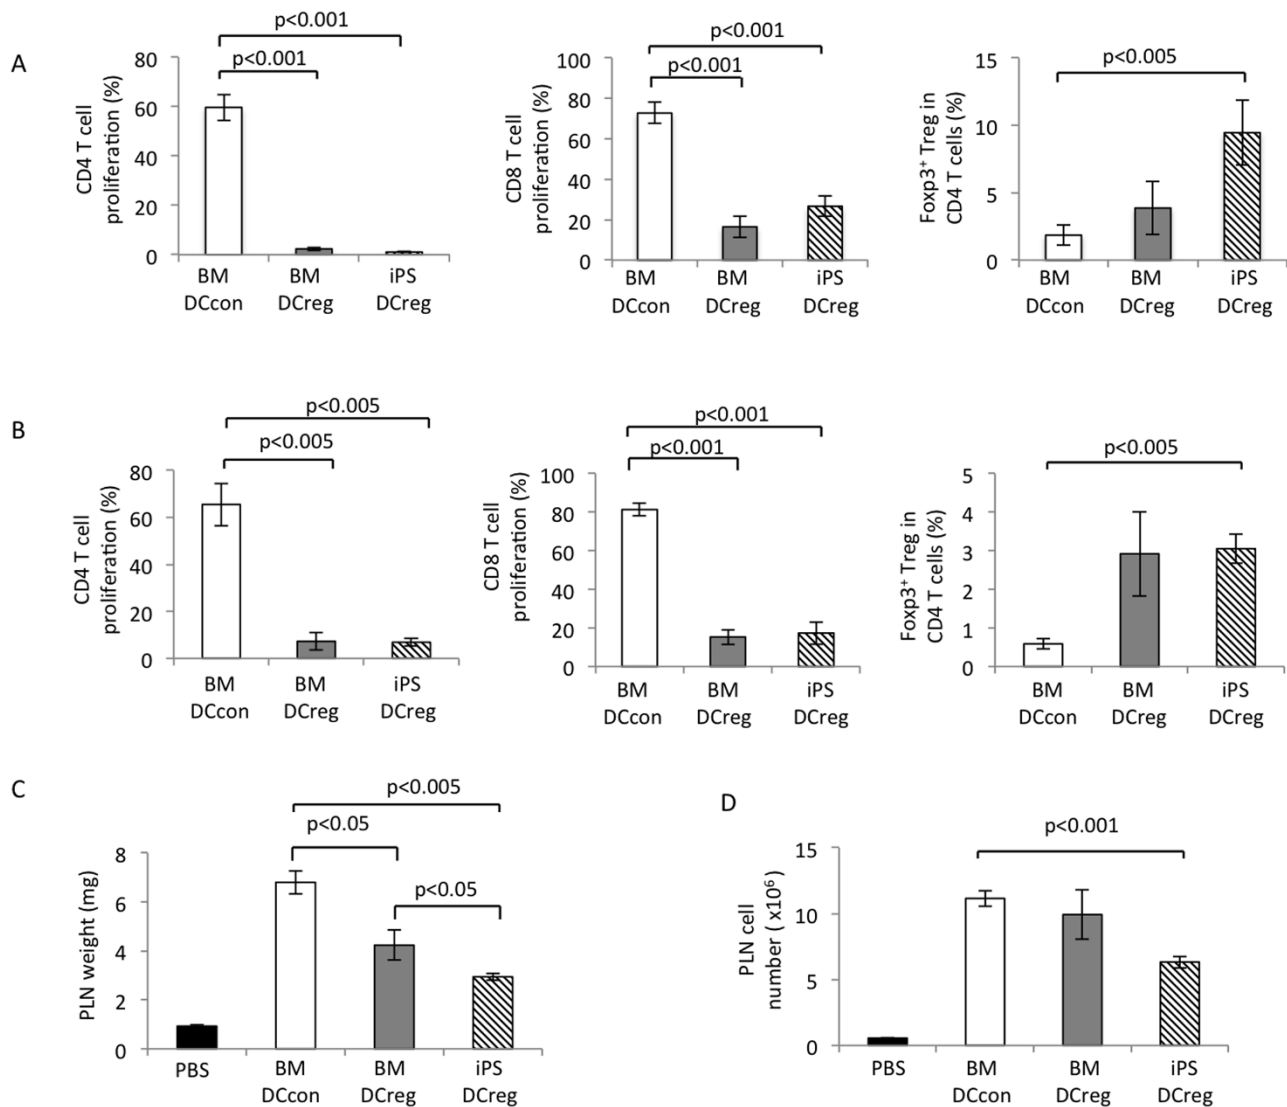 A
CD4 T cell
proliferation (%)
80
60
40
20
0
p<0.001
p<0.001
BM
DCcon
BM
DCreg
iPS
DCreg
CD8 T cell
proliferation (%)
100
80
60
40
20
0
p<0.001
p<0.001
BM
DCcon
BM
DCreg
iPS
DCreg
Foxp3+ Treg in
CD4 T cells (%)
15
10
5
0
p<0.005
BM
DCcon
BM
DCreg
iPS
DCreg
B
CD4 T cell
proliferation (%)
80
60
40
20
0
p<0.005
p<0.005
BM
DCcon
BM
DCreg
iPS
DCreg
CD8 T cell
proliferation (%)
100
80
60
40
20
0
p<0.001
p<0.001
BM
DCcon
BM
DCreg
iPS
DCreg
Foxp3+ Treg in
CD4 T cells (%)
5
4
3
2
1
0
p<0.005
BM
DCcon
BM
DCreg
iPS
DCreg
C
PLN weight (mg)
8
6
4
2
0
p<0.005
p<0.05
p<0.05
PBS
BM
DCcon
BM
DCreg
iPS
DCreg
D
PLN cell
number ( x10⁶)
15
10
5
0
p<0.001
PBS
BM
DCcon
BM
DCreg
iPS
DCreg